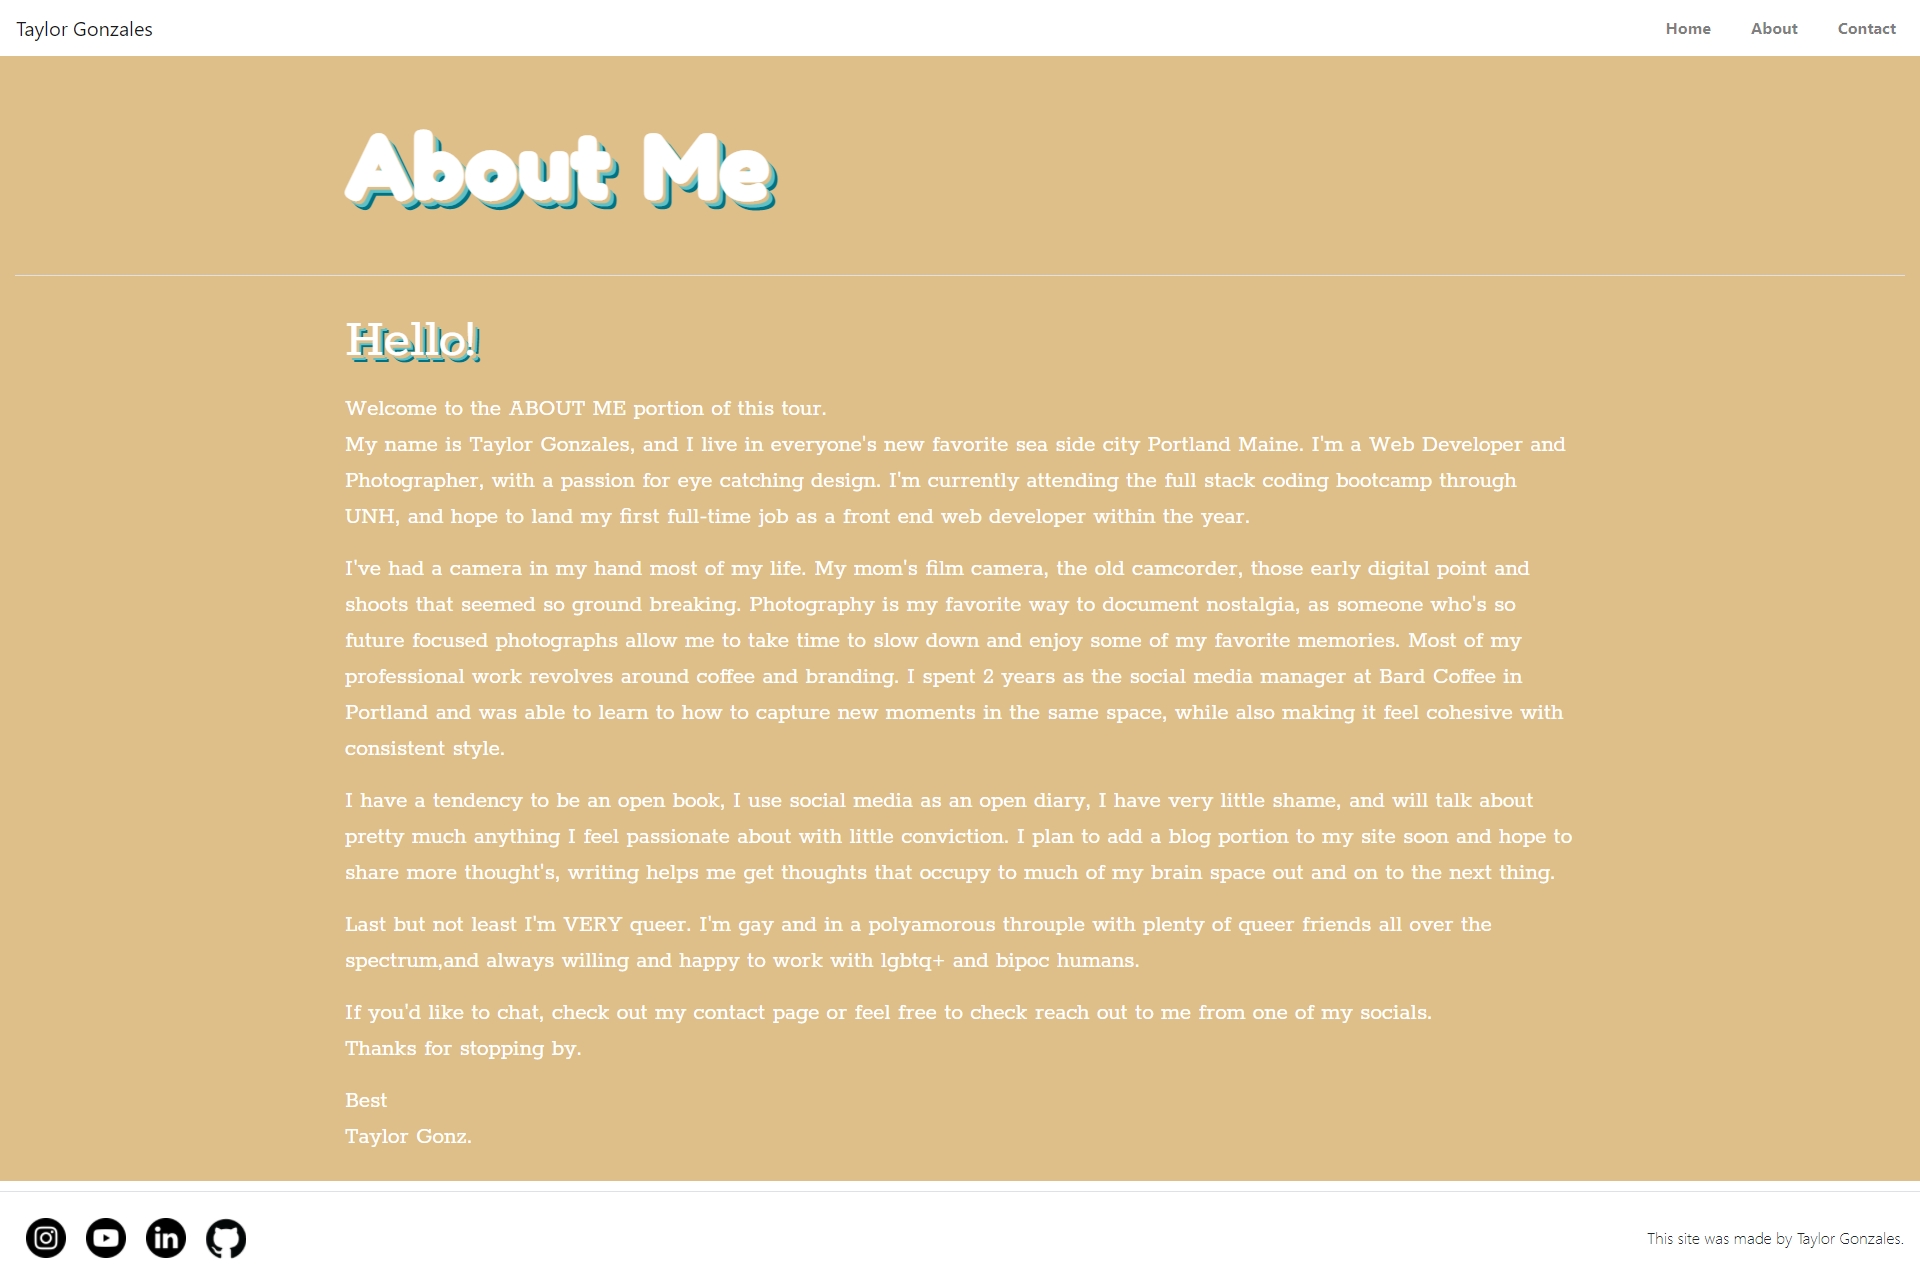 Taylor Gonzales
Home About Contact
About Me
Hello!
Welcome to the ABOUT ME portion of this tour.
My name is Taylor Gonzales, and I live in everyone's new favorite sea side city Portland Maine. I'm a Web Developer and
Photographer, with a passion for eye catching design. I'm currently attending the full stack coding bootcamp through
UNH, and hope to land my first full-time job as a front end web developer within the year.
I've had a camera in my hand most of my life. My mom's film camera, the old camcorder, those early digital point and
shoots that seemed so ground breaking. Photography is my favorite way to document nostalgia, as someone who's so
future focused photographs allow me to take time to slow down and enjoy some of my favorite memories. Most of my
professional work revolves around coffee and branding. I spent 2 years as the social media manager at Bard Coffee in
Portland and was able to learn to how to capture new moments in the same space, while also making it feel cohesive with
consistent style.
I have a tendency to be an open book, I use social media as an open diary, I have very little shame, and will talk about
pretty much anything I feel passionate about with little conviction. I plan to add a blog portion to my site soon and hope to
share more thought's, writing helps me get thoughts that occupy to much of my brain space out and on to the next thing.
Last but not least I'm VERY queer. I'm gay and in a polyamorous throuple with plenty of queer friends all over the
spectrum,and always willing and happy to work with lgbtq+ and bipoc humans.
If you'd like to chat, check out my contact page or feel free to check reach out to me from one of my socials.
Thanks for stopping by.
Best
Taylor Gonz.
in
This site was made by Taylor Gonzales.